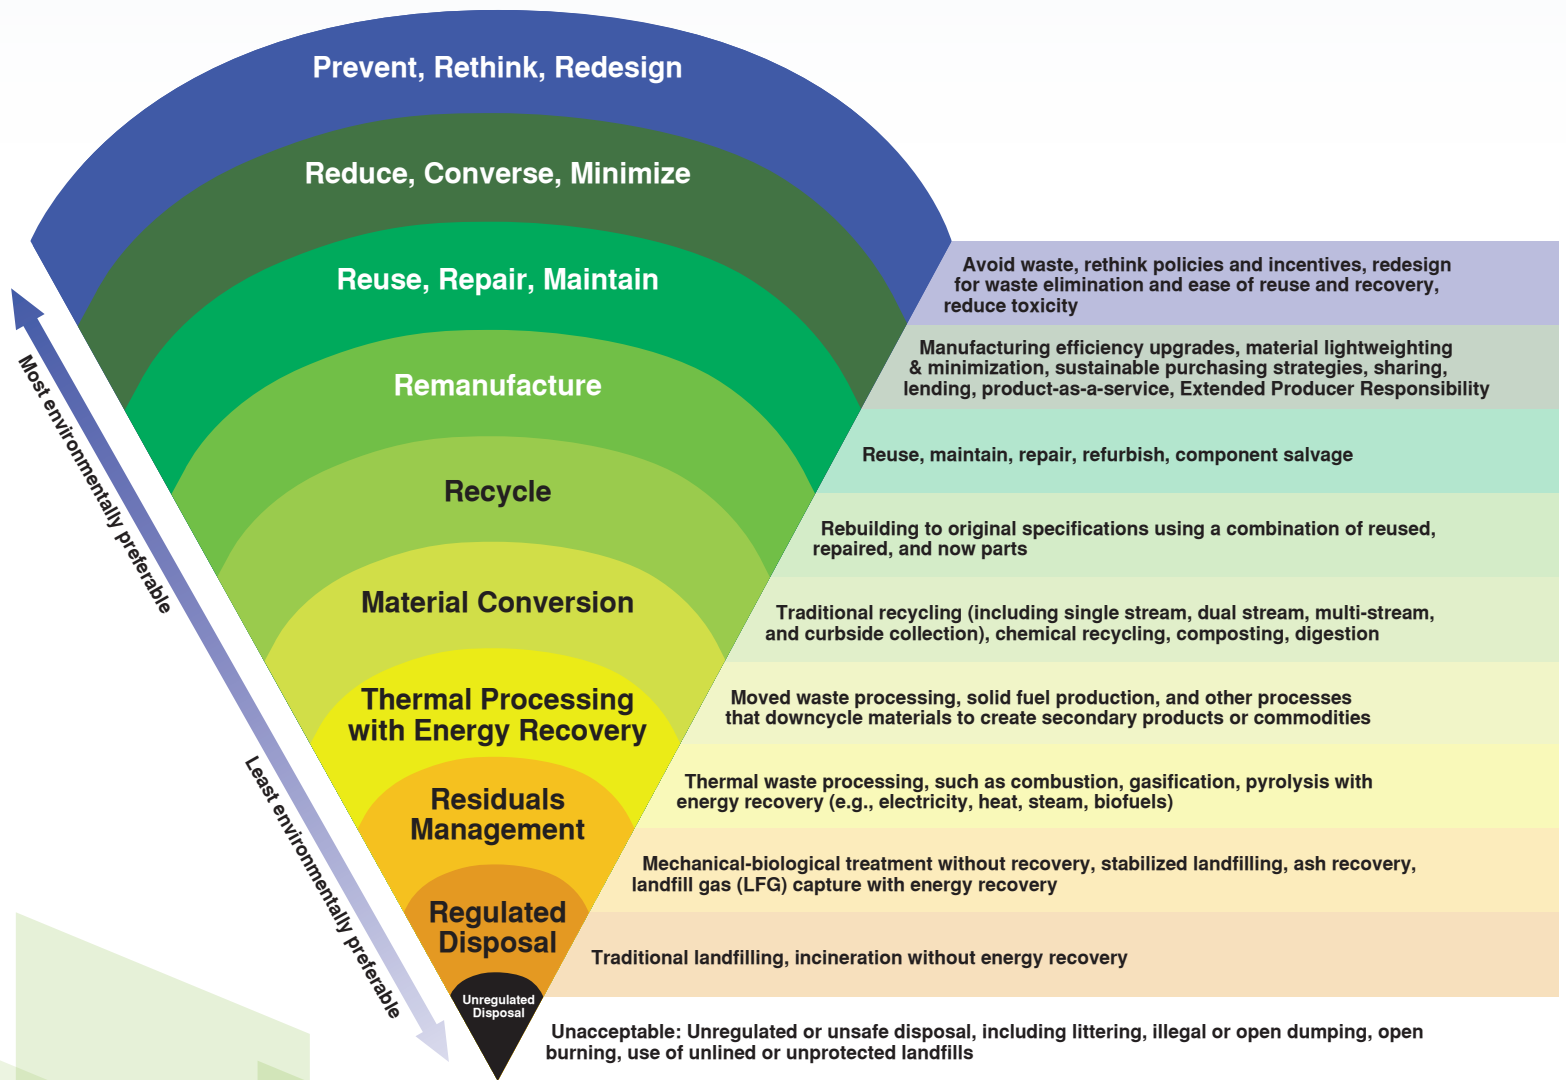 Prevent, Rethink, Redesign
Reduce, Converse, Minimize
Reuse, Repair, Maintain
Remanufacture
Recycle
Material Conversion
Thermal Processing
with Energy Recovery
Residuals
Management
Regulated
Disposal
Unregulated
Disposal
Most environmentally preferable
Least environmentally preferable
Avoid waste, rethink policies and incentives, redesign
for waste elimination and ease of reuse and recovery,
reduce toxicity
Manufacturing efficiency upgrades, material lightweighting
& minimization, sustainable purchasing strategies, sharing,
lending, product-as-a-service, Extended Producer Responsibility
Reuse, maintain, repair, refurbish, component salvage
Rebuilding to original specifications using a combination of reused,
repaired, and now parts
Traditional recycling (including single stream, dual stream, multi-stream,
and curbside collection), chemical recycling, composting, digestion
Moved waste processing, solid fuel production, and other processes
that downcycle materials to create secondary products or commodities
Thermal waste processing, such as combustion, gasification, pyrolysis with
energy recovery (e.g., electricity, heat, steam, biofuels)
Mechanical-biological treatment without recovery, stabilized landfilling, ash recovery,
landfill gas (LFG) capture with energy recovery
Traditional landfilling, incineration without energy recovery
Unacceptable: Unregulated or unsafe disposal, including littering, illegal or open dumping, open
burning, use of unlined or unprotected landfills